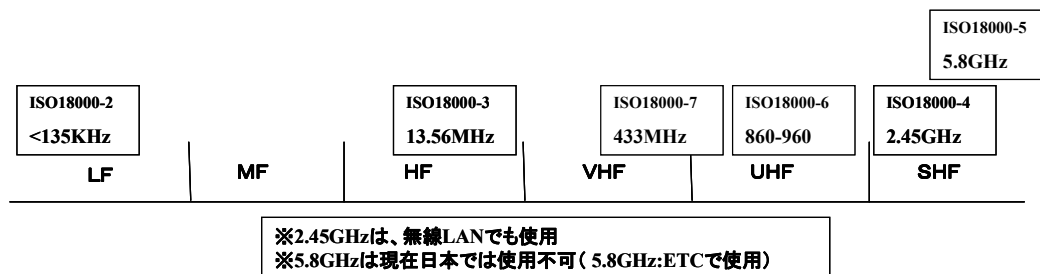 ISO18000-5
5.8GHz
ISO18000-2
<135KHz
ISO18000-3
13.56MHz
ISO18000-7
433MHz
ISO18000-6
860-960
ISO18000-4
2.45GHz
LF
MF
HF
VHF
UHF
SHF
※2.45GHzは、無線LANでも使用
※5.8GHzは現在日本では使用不可( 5.8GHz:ETCで使用)